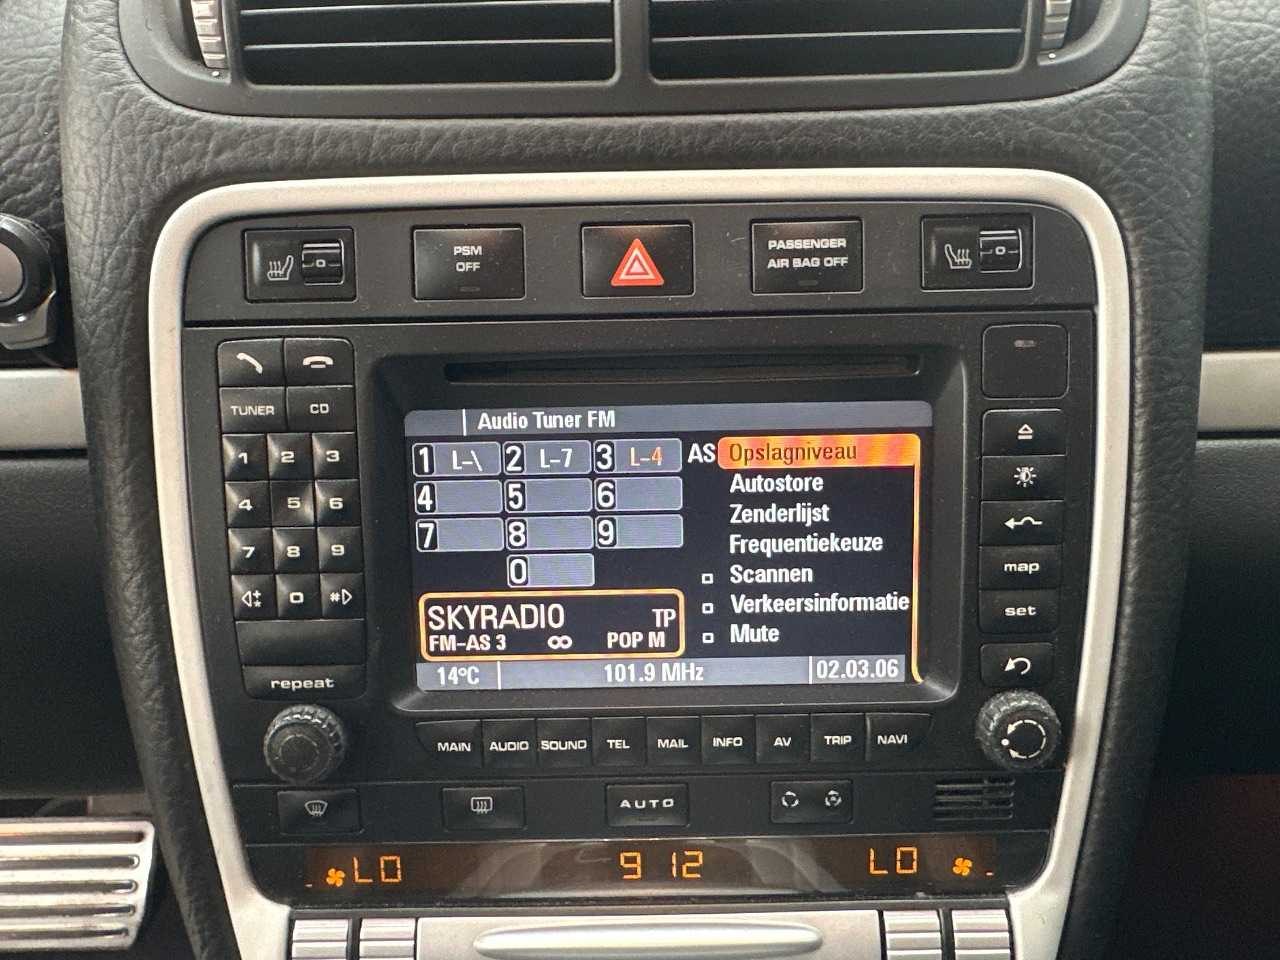 PSM
OFF
PASSENGER
AIR BAG OFF
TUNER CD
1 2 3
4 5 6
7 8 9
0 #
repeat
Audio Tuner FM
1 L-\ 2 L-7 3 L-4 AS Opslagniveau
4 5 6 Autostore
7 8 9 Zenderlijst
0 Frequentiekeuze
Scannen
Verkeersinformatie
Mute
SKYRADIO TP
FM-AS 3 ∞ POP M
14°C 101.9 MHz 02.03.06
map
set
MAIN AUDIO SOUND TEL MAIL INFO AV TRIP NAVI
AUTO
LO 912 LO